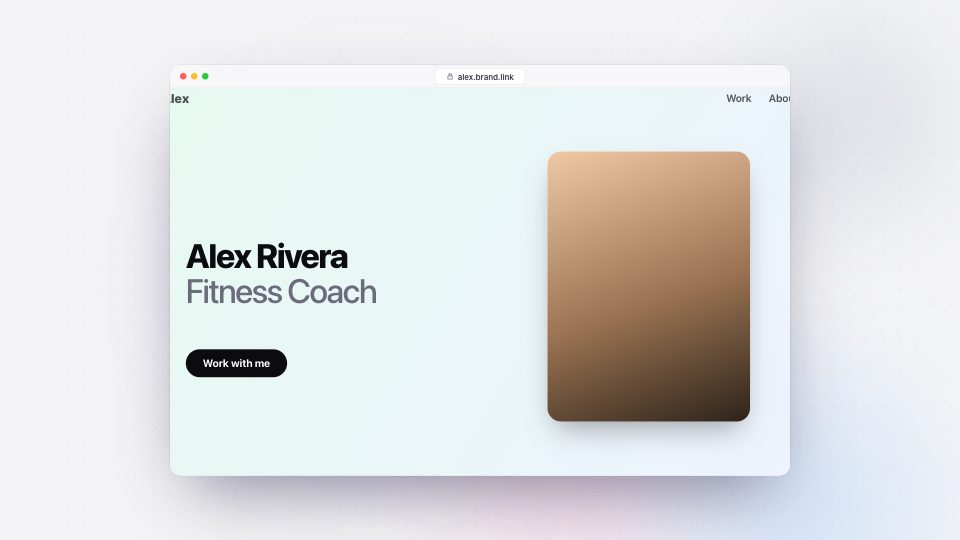 alex.brand.link
lex
Work Abou
Alex Rivera
Fitness Coach
Work with me